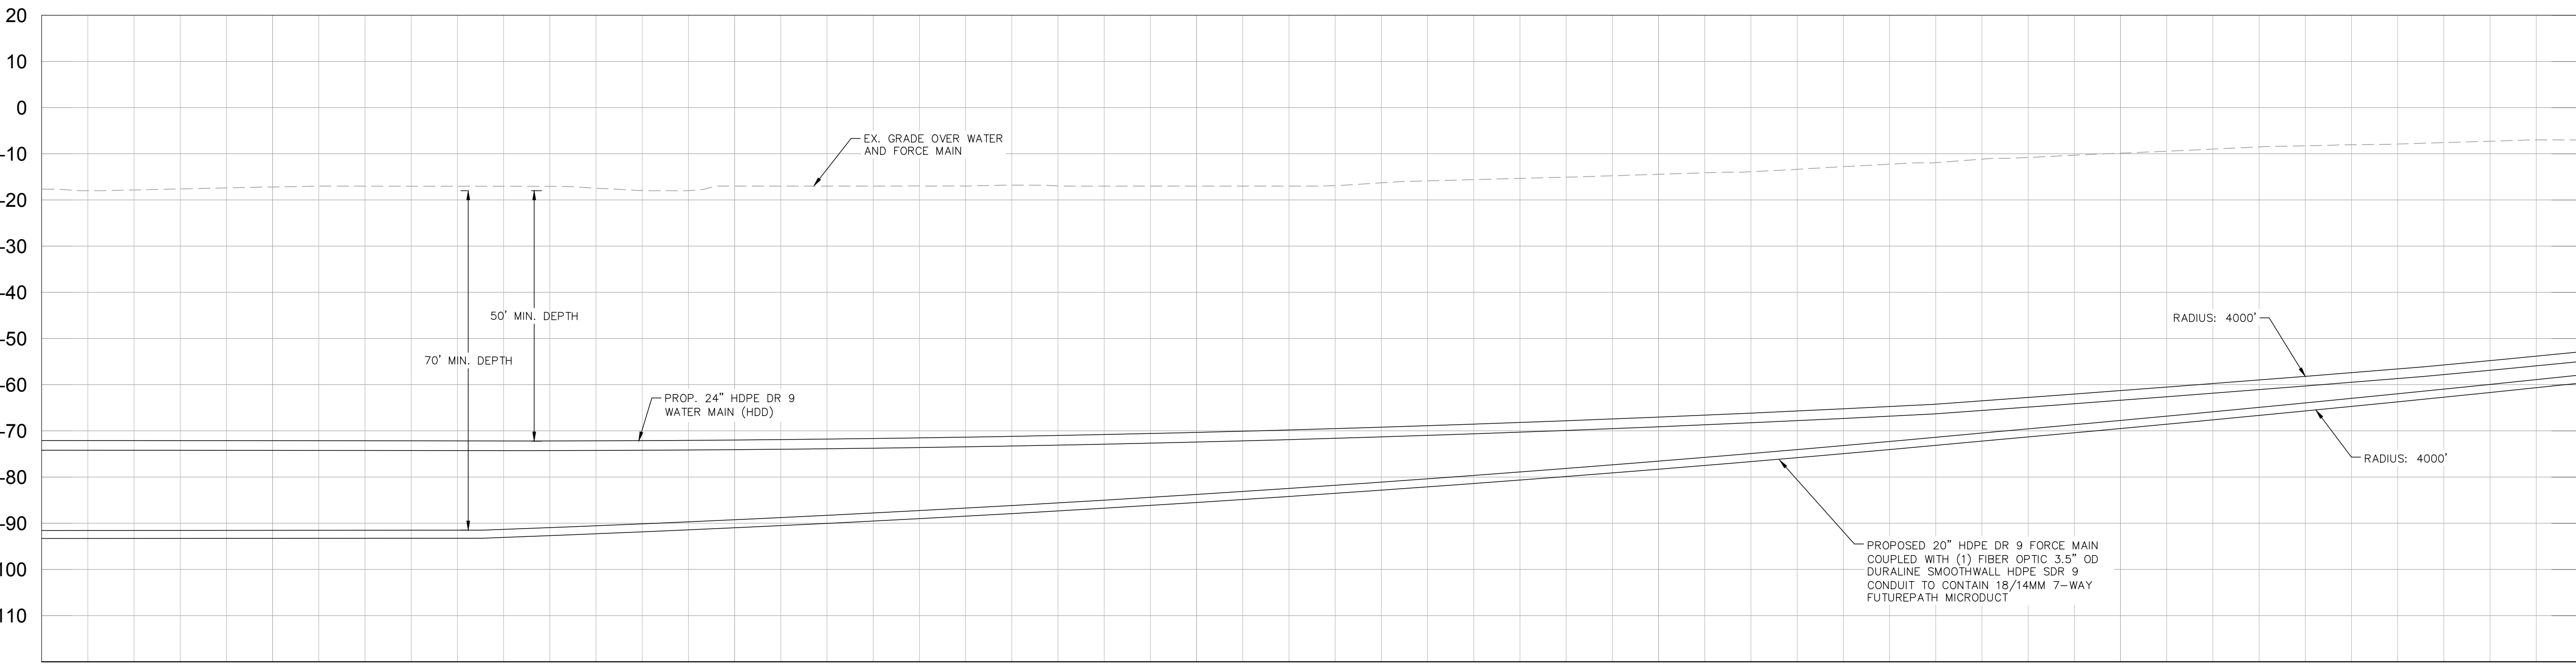 20
10
0
-10
-20
-30
-40
-50
-60
-70
-80
-90
100
110
EX. GRADE OVER WATER
AND FORCE MAIN
50' MIN. DEPTH
70' MIN. DEPTH
PROP. 24" HDPE DR 9
WATER MAIN (HDD)
RADIUS: 4000'
RADIUS: 4000'
PROPOSED 20" HDPE DR 9 FORCE MAIN
COUPLED WITH (1) FIBER OPTIC 3.5" OD
DURALINE SMOOTHWALL HDPE SDR 9
CONDUIT TO CONTAIN 18/14MM 7-WAY
FUTUREPATH MICRODUCT